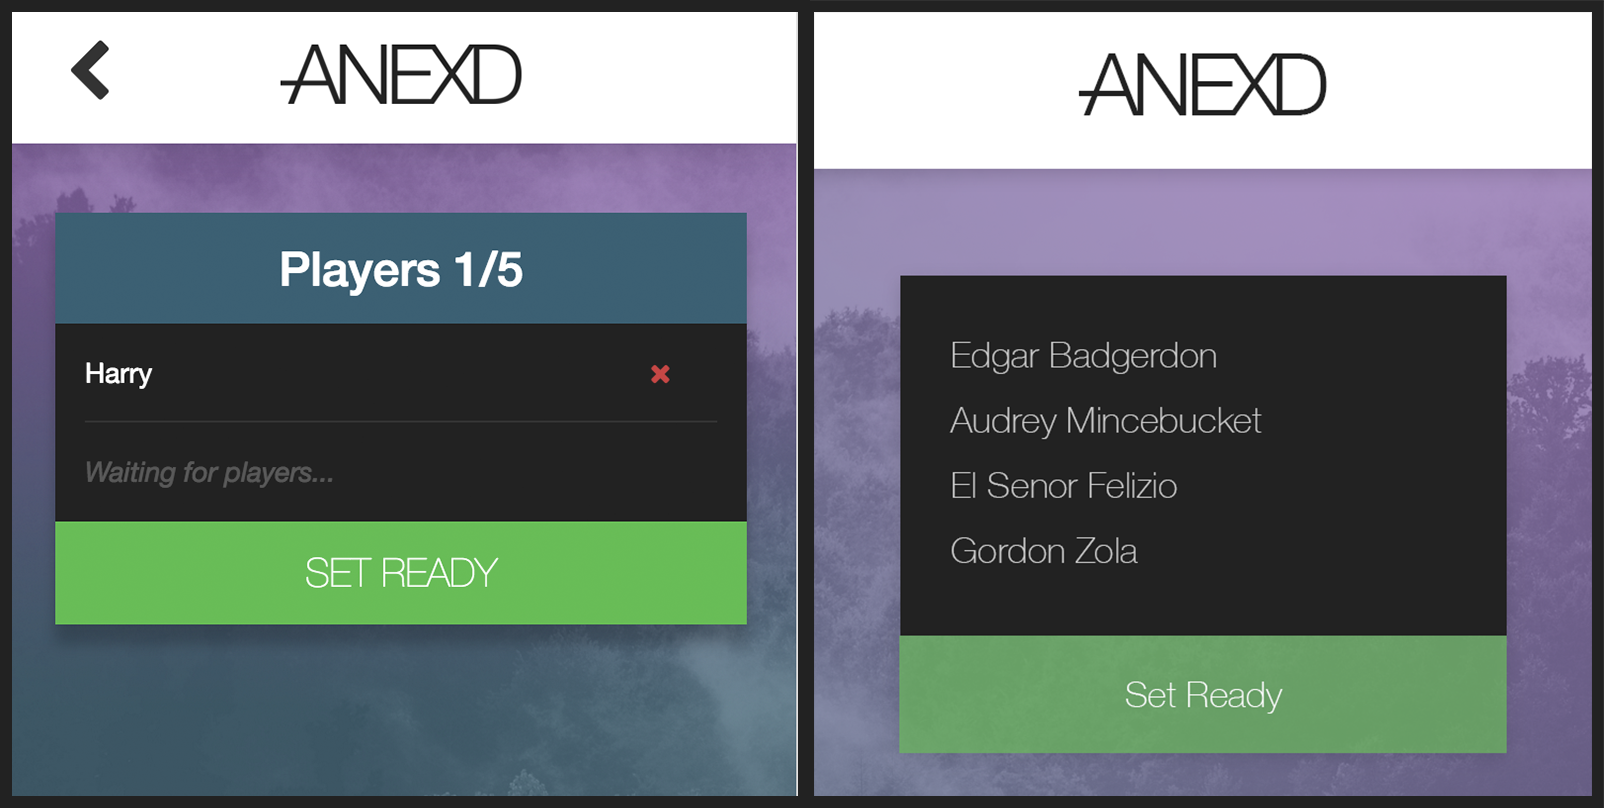 ANEXD
Players 1/5
Harry
Waiting for players...
SET READY
ANEXD
Edgar Badgerdon
Audrey Mincebucket
El Senor Felizio
Gordon Zola
Set Ready